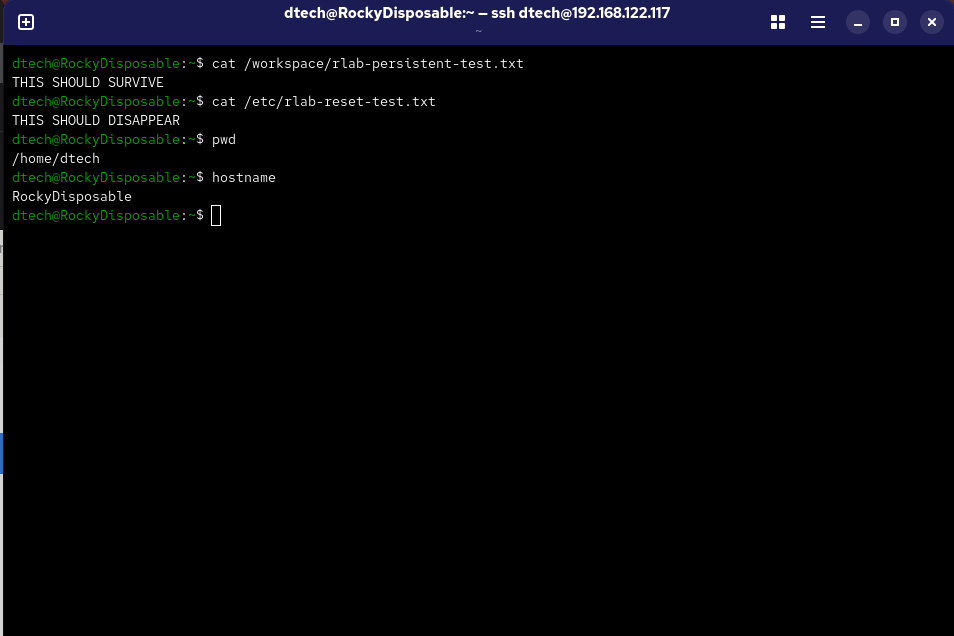 dtech@RockyDisposable:~ — ssh dtech@192.168.122.117
~
dtech@RockyDisposable:~$ cat /workspace/rlab-persistent-test.txt
THIS SHOULD SURVIVE
dtech@RockyDisposable:~$ cat /etc/rlab-reset-test.txt
THIS SHOULD DISAPPEAR
dtech@RockyDisposable:~$ pwd
/home/dtech
dtech@RockyDisposable:~$ hostname
RockyDisposable
dtech@RockyDisposable:~$